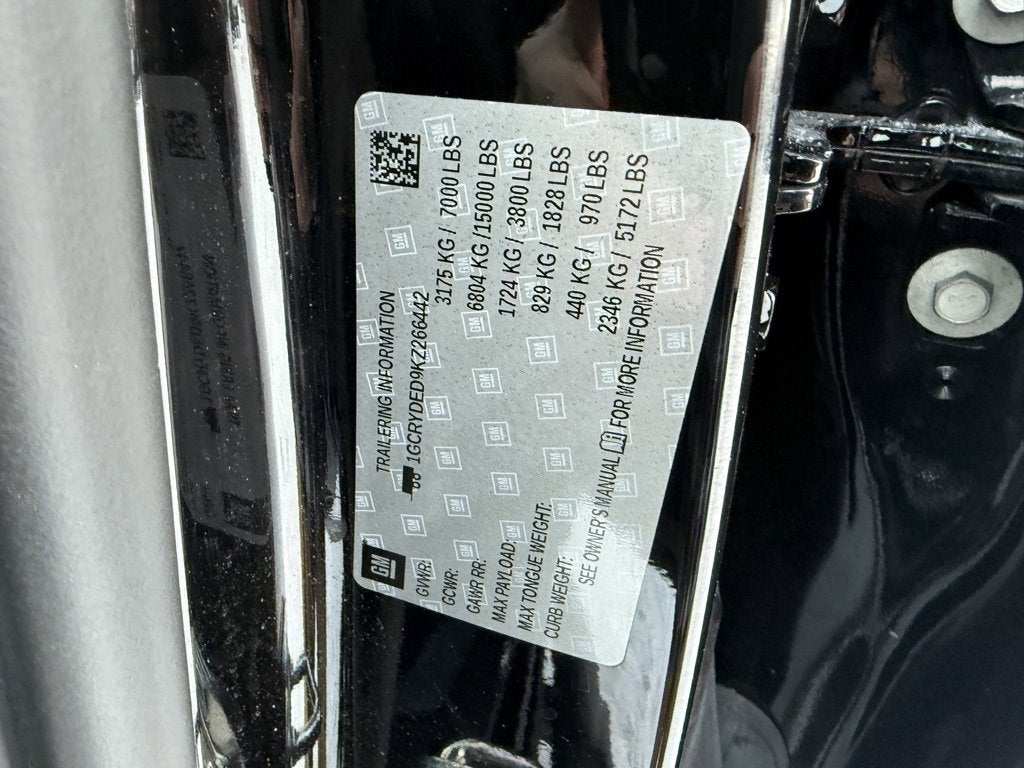 GM
TRAILERING INFORMATION
1GCRYDED9KZ266442
GVWR: 3175 KG / 7000 LBS
GCWR: 6804 KG /15000 LBS
GAWR RR: 1724 KG / 3800 LBS
MAX PAYLOAD: 829 KG / 1828 LBS
MAX TONGUE WEIGHT: 440 KG / 970 LBS
CURB WEIGHT: 2346 KG / 5172 LBS
SEE OWNER'S MANUAL FOR MORE INFORMATION